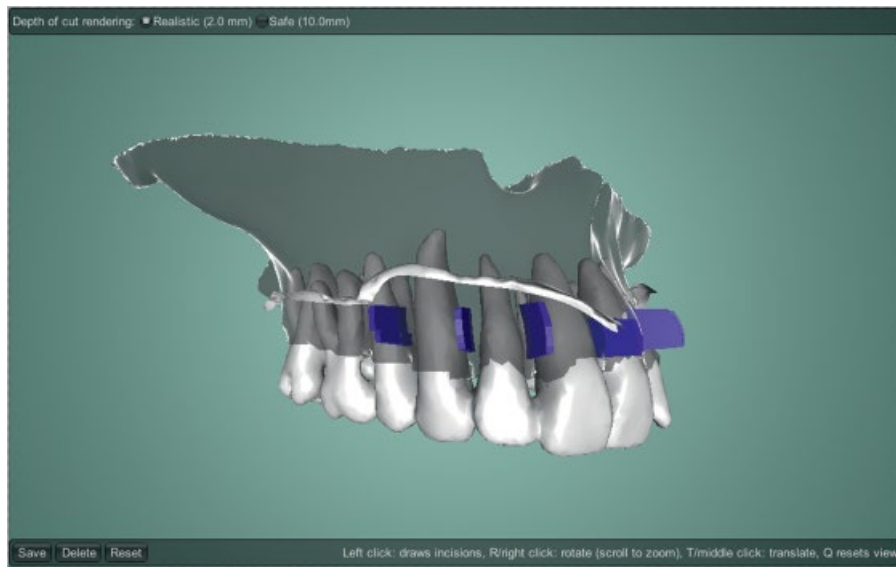 Depth of cut rendering: Realistic (2.0 mm) Safe (10.0mm)
Save Delete Reset Left click: draws incisions, R/right click: rotate (scroll to zoom), T/middle click: translate, Q resets view